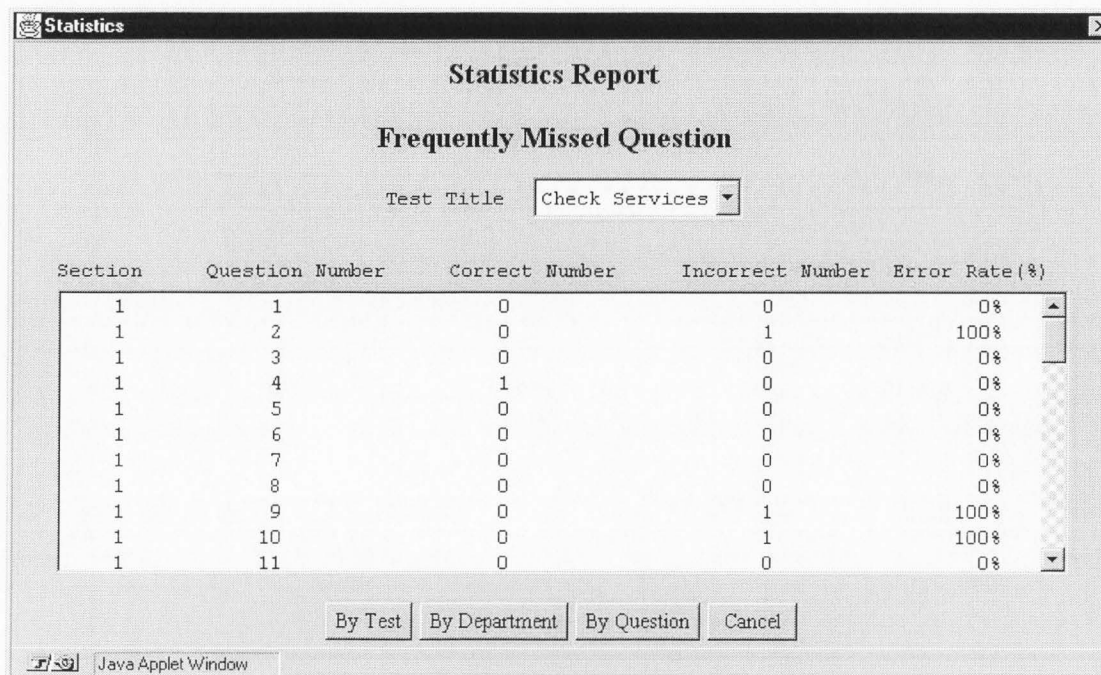 Statistics
Statistics Report
Frequently Missed Question
Test Title Check Services
Section Question Number Correct Number Incorrect Number Error Rate(%)
1 1 0 0 0%
1 2 0 1 100%
1 3 0 0 0%
1 4 1 0 0%
1 5 0 0 0%
1 6 0 0 0%
1 7 0 0 0%
1 8 0 0 0%
1 9 0 1 100%
1 10 0 1 100%
1 11 0 0 0%
By Test By Department By Question Cancel
Java Applet Window